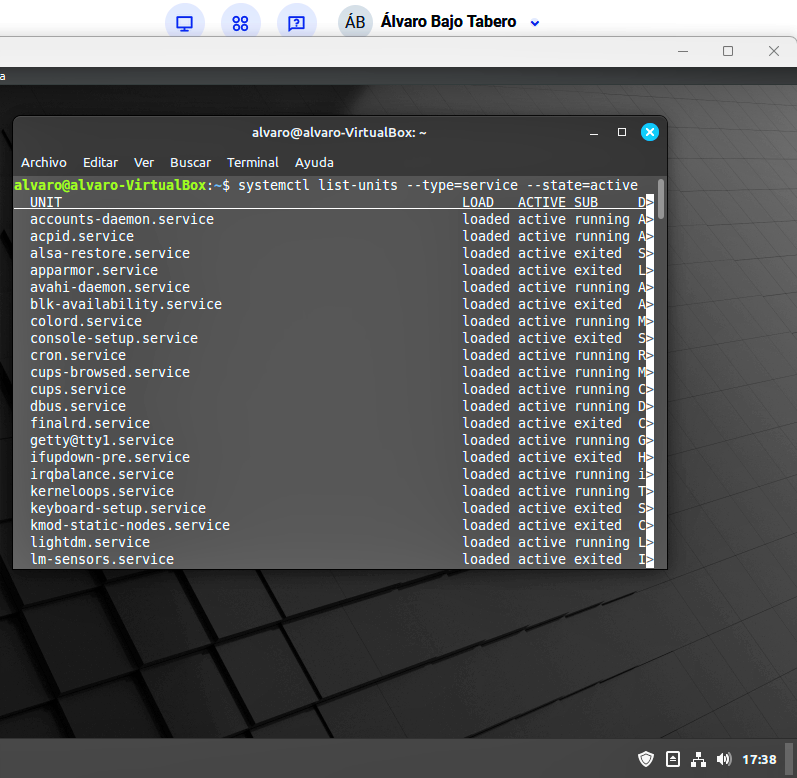 ÁB Álvaro Bajo Tabero
a
alvaro@alvaro-VirtualBox: ~
Archivo Editar Ver Buscar Terminal Ayuda
alvaro@alvaro-VirtualBox:~$ systemctl list-units --type=service --state=active
UNIT LOAD ACTIVE SUB D>
accounts-daemon.service loaded active running A>
acpid.service loaded active running A>
alsa-restore.service loaded active exited S>
apparmor.service loaded active exited L>
avahi-daemon.service loaded active running A>
blk-availability.service loaded active exited A>
colord.service loaded active running M>
console-setup.service loaded active exited S>
cron.service loaded active running R>
cups-browsed.service loaded active running M>
cups.service loaded active running C>
dbus.service loaded active running D>
finalrd.service loaded active exited C>
getty@tty1.service loaded active running G>
ifupdown-pre.service loaded active exited H>
irqbalance.service loaded active running i>
kerneloops.service loaded active running T>
keyboard-setup.service loaded active exited S>
kmod-static-nodes.service loaded active exited C>
lightdm.service loaded active running L>
lm-sensors.service loaded active exited I>
17:38